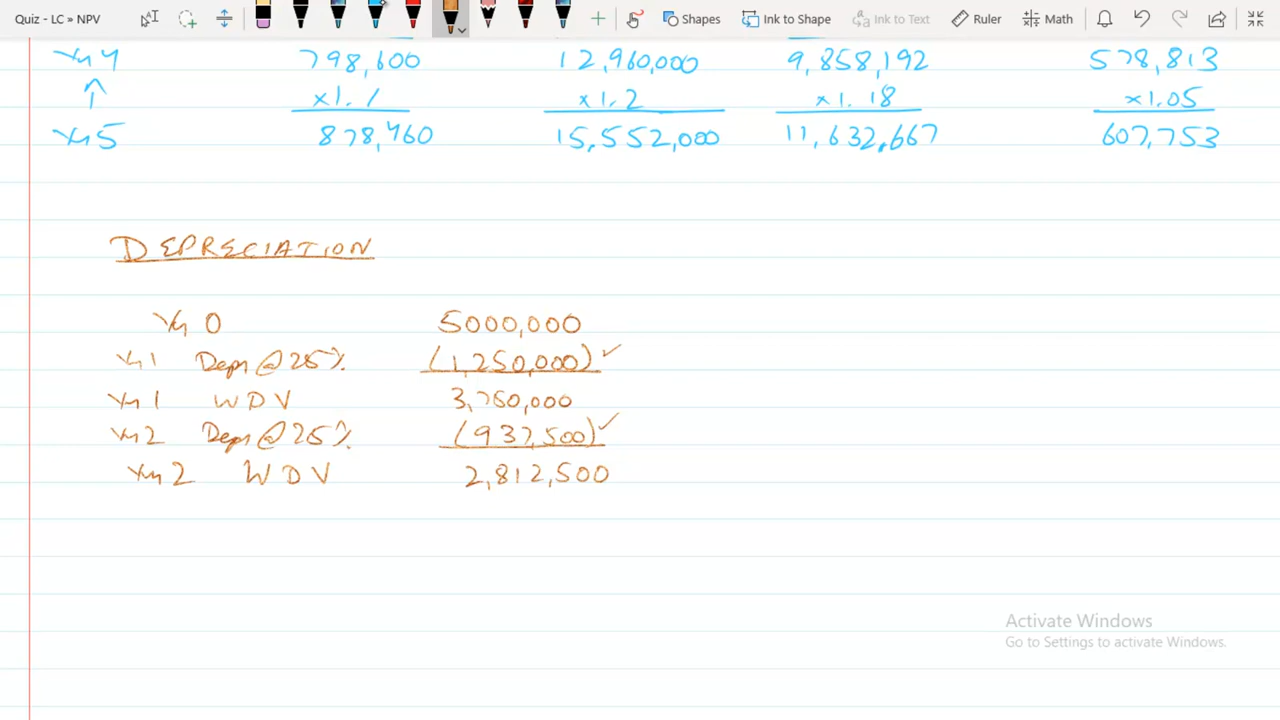 Quiz - LC » NPV Shapes Ink to Shape Ink to Text Ruler Math
Yr 4 798,600 12,960,000 9,858,192 578,813
×1.1 ×1.2 ×1.18 ×1.05
Yr 5 878,460 15,552,000 11,632,667 607,753
DEPRECIATION
Yr 0 5000,000
Yr 1 Depn @ 25% (1,250,000) ✓
Yr 1 WDV 3,750,000
Yr 2 Depn @ 25% (937,500) ✓
Yr 2 WDV 2,812,500
Activate Windows
Go to Settings to activate Windows.